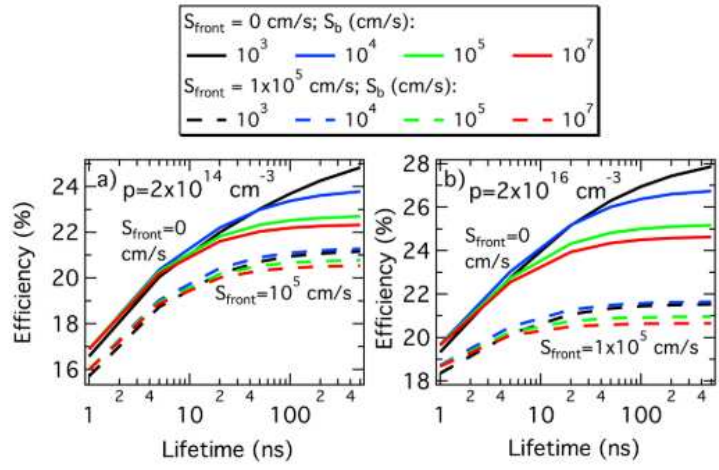 S_front = 0 cm/s; S_b (cm/s):
10^3 10^4 10^5 10^7
S_front = 1x10^5 cm/s; S_b (cm/s):
10^3 10^4 10^5 10^7
a) p=2x10^14 cm^-3
S_front=0
cm/s
S_front=10^5 cm/s
Efficiency (%)
24
22
20
18
16
1 2 4 10 2 4 100 2 4
Lifetime (ns)
b) p=2x10^16 cm^-3
S_front=0
cm/s
S_front=1x10^5 cm/s
Efficiency (%)
28
26
24
22
20
18
1 2 4 10 2 4 100 2 4
Lifetime (ns)